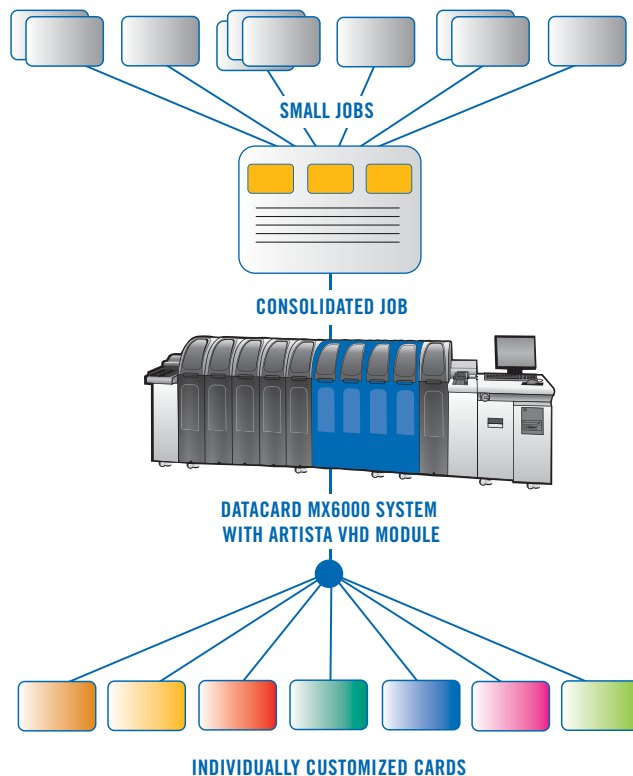 SMALL JOBS
CONSOLIDATED JOB
DATACARD MX6000 SYSTEM
WITH ARTISTA VHD MODULE
INDIVIDUALLY CUSTOMIZED CARDS